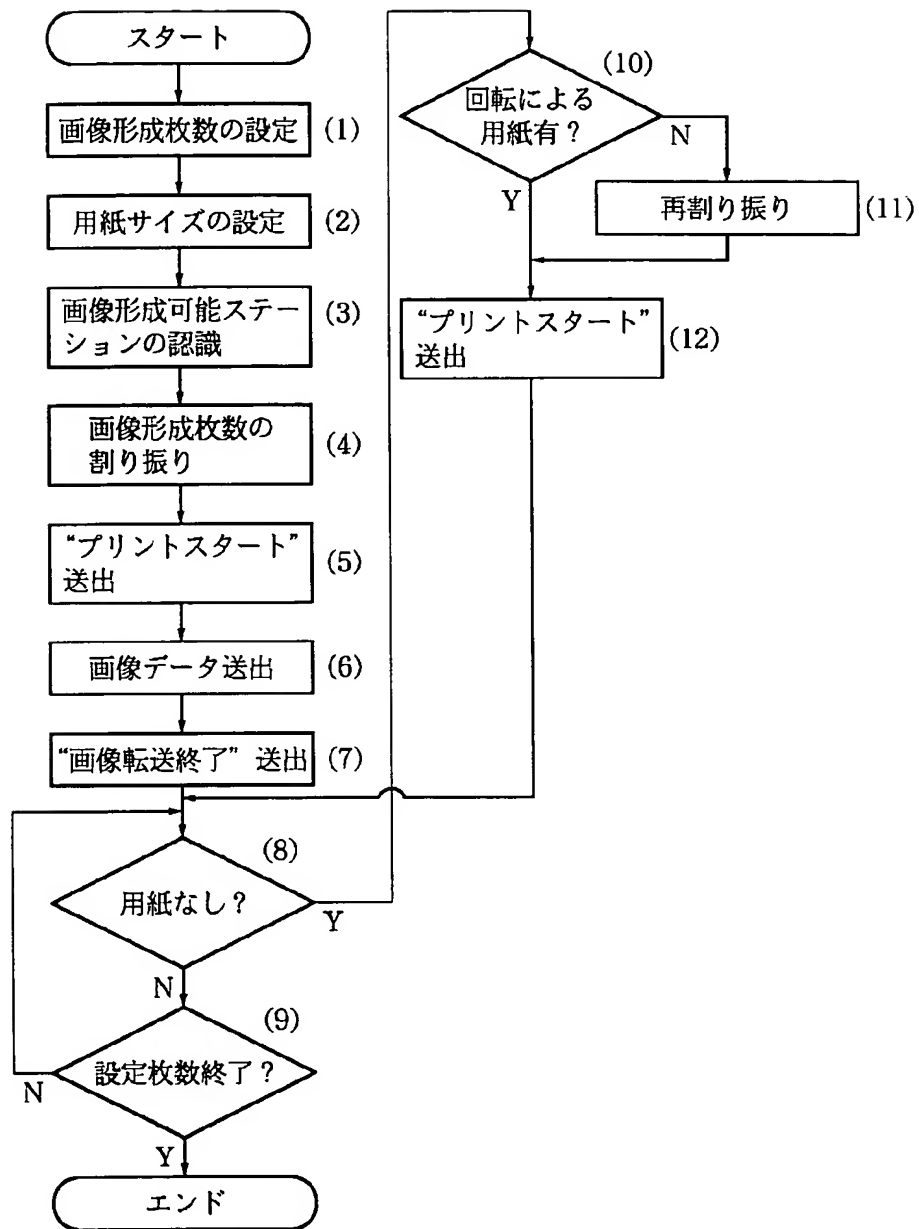 スタート
画像形成枚数の設定
(1)
用紙サイズの設定
(2)
画像形成可能ステー
ションの認識
(3)
画像形成枚数の
割り振り
(4)
“プリントスタート”
送出
(5)
画像データ送出
(6)
“画像転送終了” 送出
(7)
(8)
用紙なし？
Y
N
(9)
設定枚数終了？
N
Y
エンド
(10)
回転による
用紙有？
N
Y
再割り振り
(11)
“プリントスタート”
送出
(12)